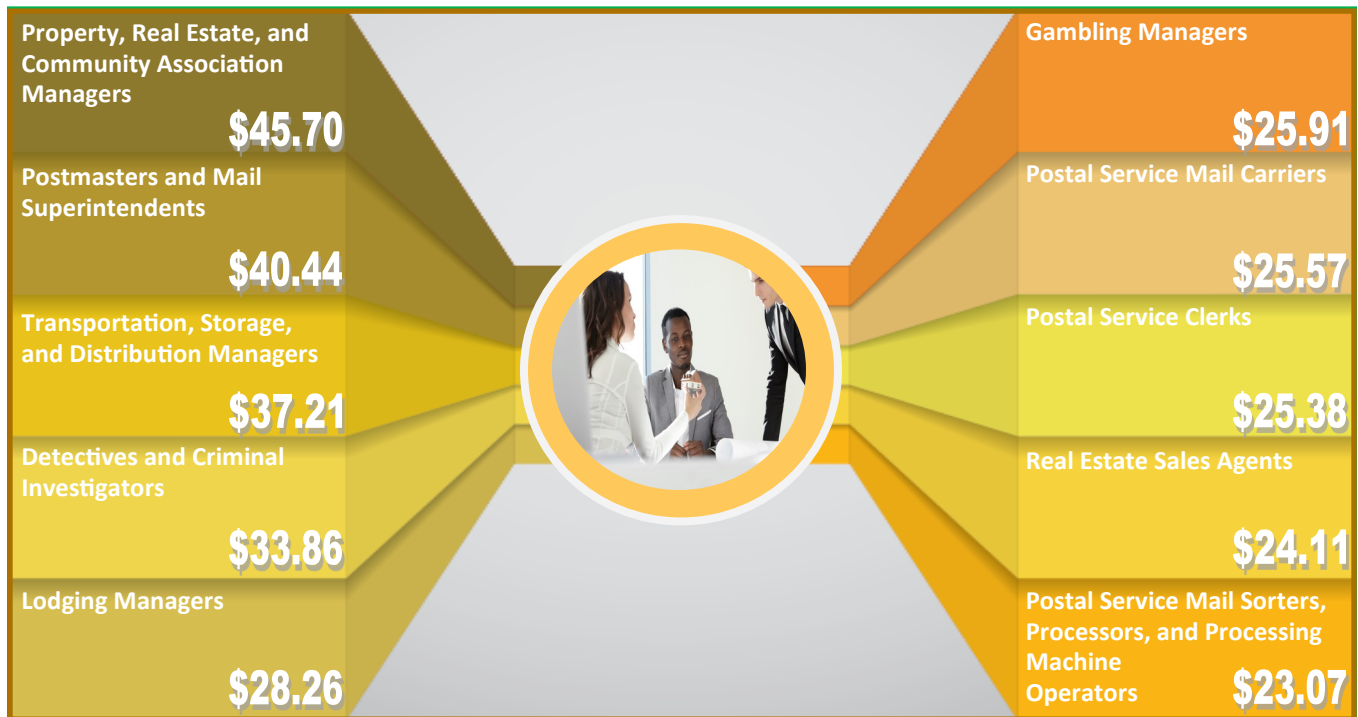 Property, Real Estate, and
Community Association
Managers
$45.70
Postmasters and Mail
Superintendents
$40.44
Transportation, Storage,
and Distribution Managers
$37.21
Detectives and Criminal
Investigators
$33.86
Lodging Managers
$28.26
Gambling Managers
$25.91
Postal Service Mail Carriers
$25.57
Postal Service Clerks
$25.38
Real Estate Sales Agents
$24.11
Postal Service Mail Sorters,
Processors, and Processing
Machine
Operators
$23.07